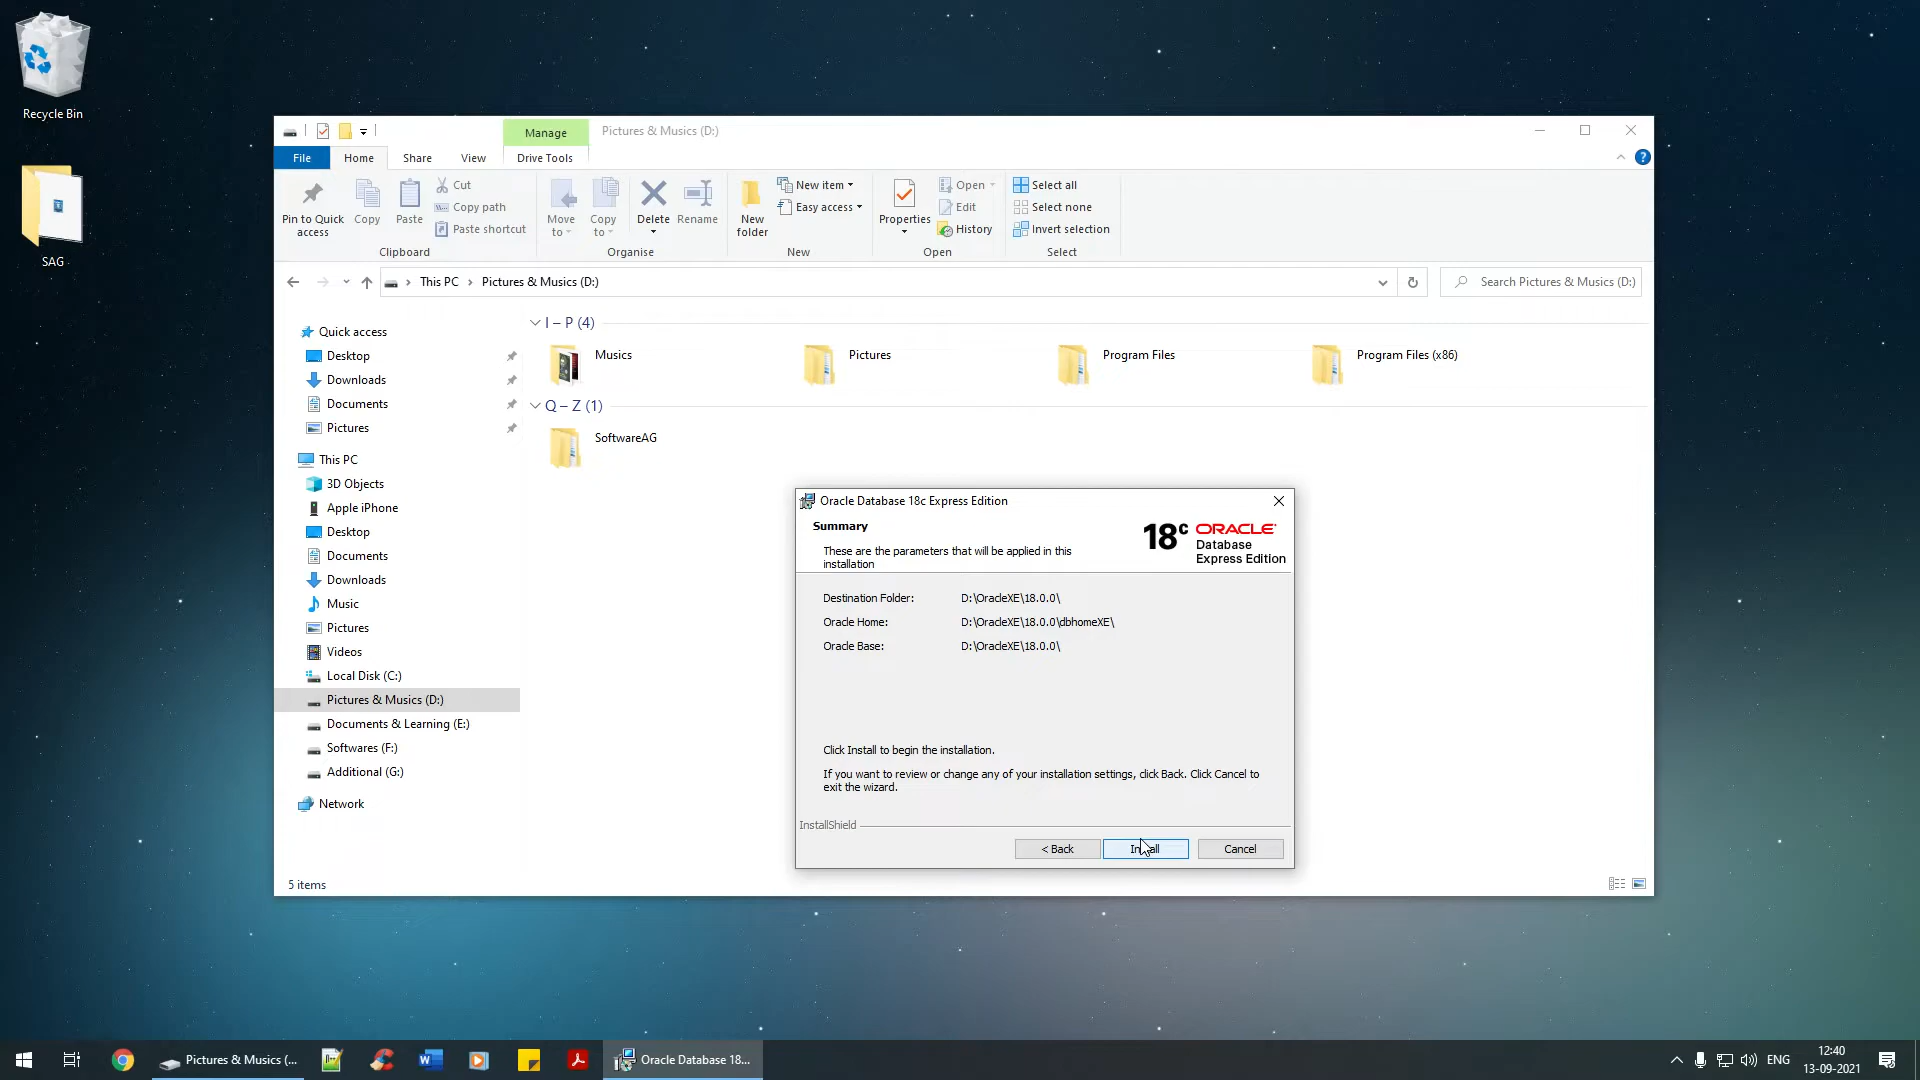 Recycle Bin
SAG
Manage
Pictures & Musics (D:)
File
Home
Share
View
Drive Tools
Pin to Quick access
Copy
Paste
Cut
Copy path
Paste shortcut
Clipboard
Move to
Copy to
Delete
Rename
Organise
New folder
New item
Easy access
New
Properties
Open
Edit
History
Open
Select all
Select none
Invert selection
Select
This PC
Pictures & Musics (D:)
Search Pictures & Musics (D:)
Quick access
Desktop
Downloads
Documents
Pictures
This PC
3D Objects
Apple iPhone
Desktop
Documents
Downloads
Music
Pictures
Videos
Local Disk (C:)
Pictures & Musics (D:)
Documents & Learning (E:)
Softwares (F:)
Additional (G:)
Network
I – P (4)
Musics
Pictures
Program Files
Program Files (x86)
Q – Z (1)
SoftwareAG
5 items
Oracle Database 18c Express Edition
Summary
These are the parameters that will be applied in this
installation
18c ORACLE
Database
Express Edition
Destination Folder: D:\OracleXE\18.0.0\
Oracle Home: D:\OracleXE\18.0.0\dbhomeXE\
Oracle Base: D:\OracleXE\18.0.0\
Click Install to begin the installation.
If you want to review or change any of your installation settings, click Back. Click Cancel to
exit the wizard.
InstallShield
< Back
Install
Cancel
Pictures & Musics (...
Oracle Database 18...
ENG
12:40
13-09-2021